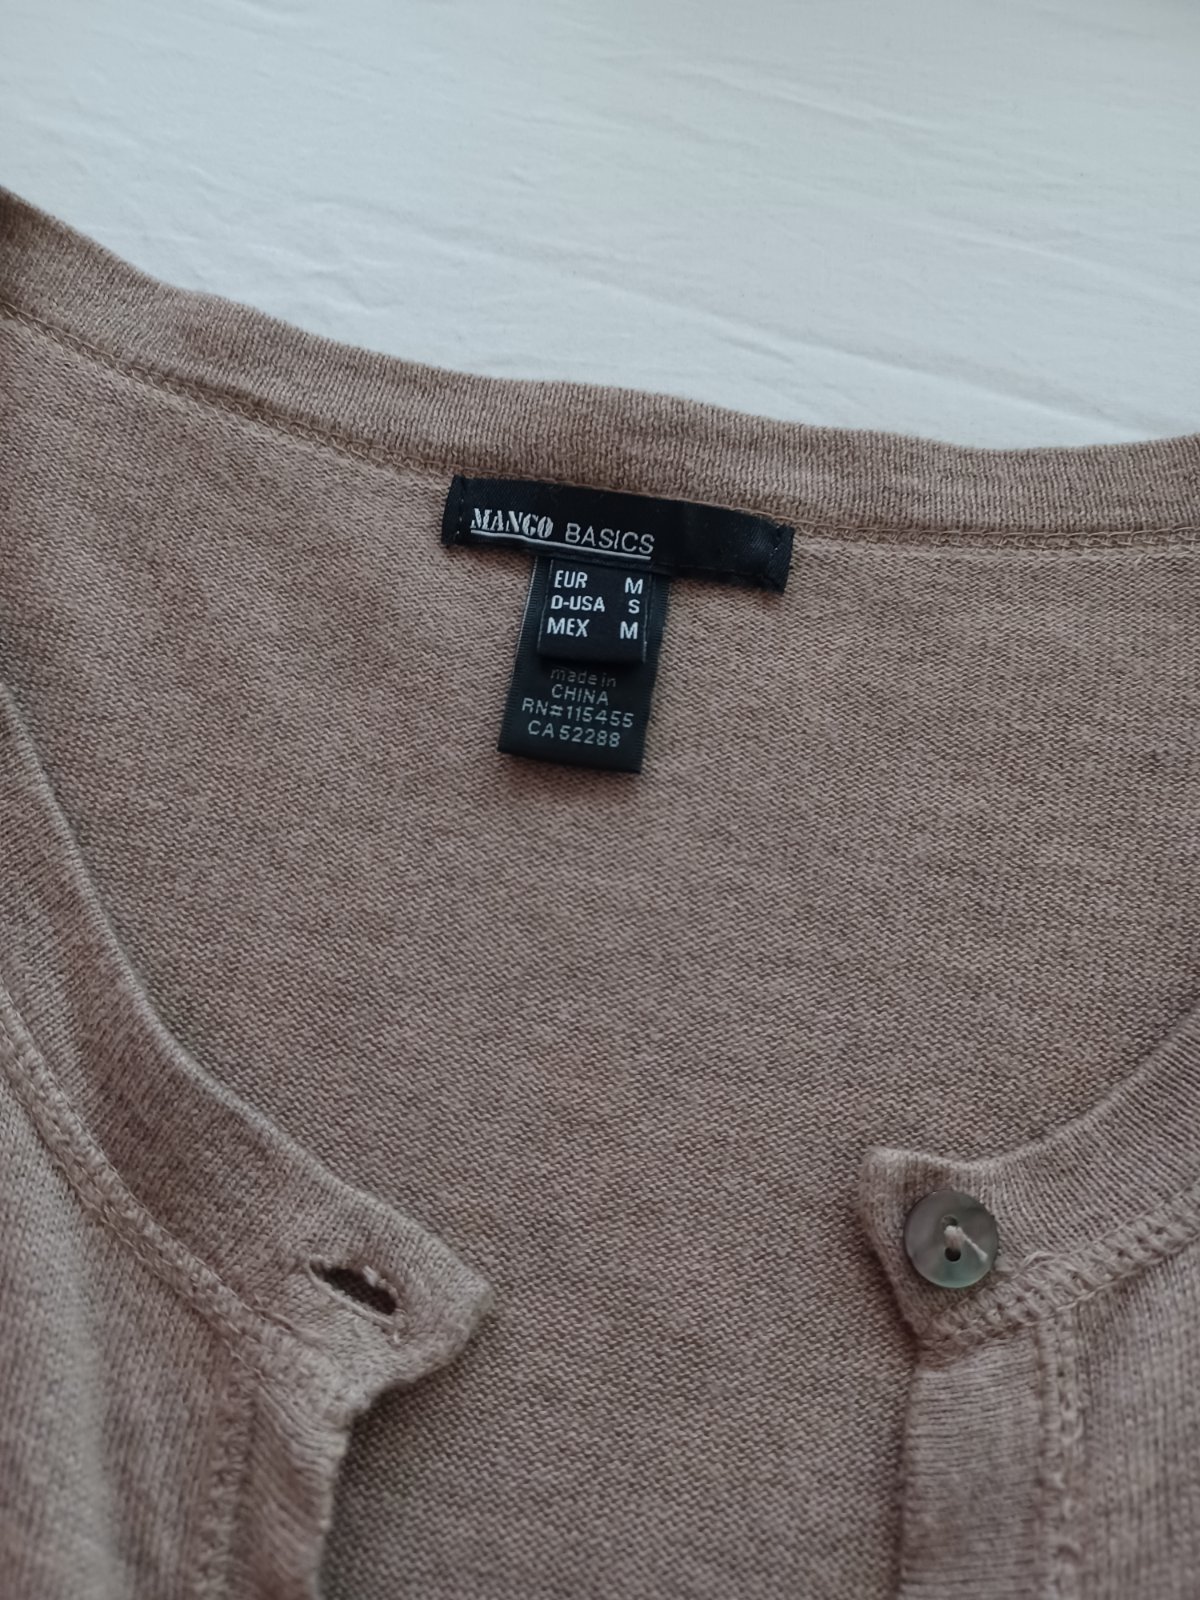 MANGO BASICS
EUR M
D-USA S
MEX M
made in
CHINA
RN#115455
CA52288